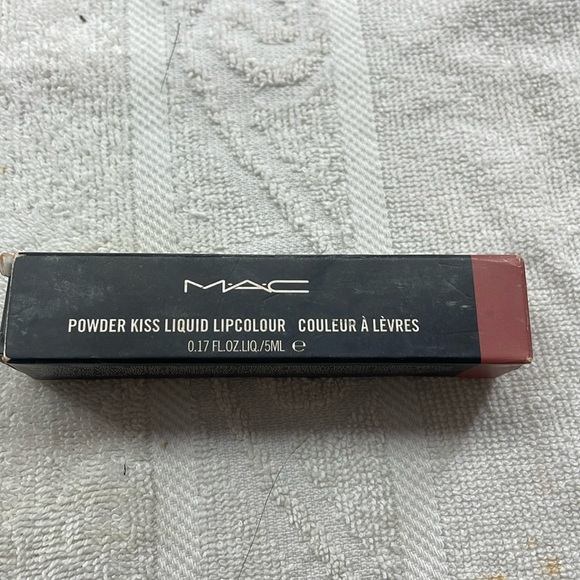 M·A·C
POWDER KISS LIQUID LIPCOLOUR COULEUR À LÈVRES
0.17 FL.OZ.LIQ./5ML ℮